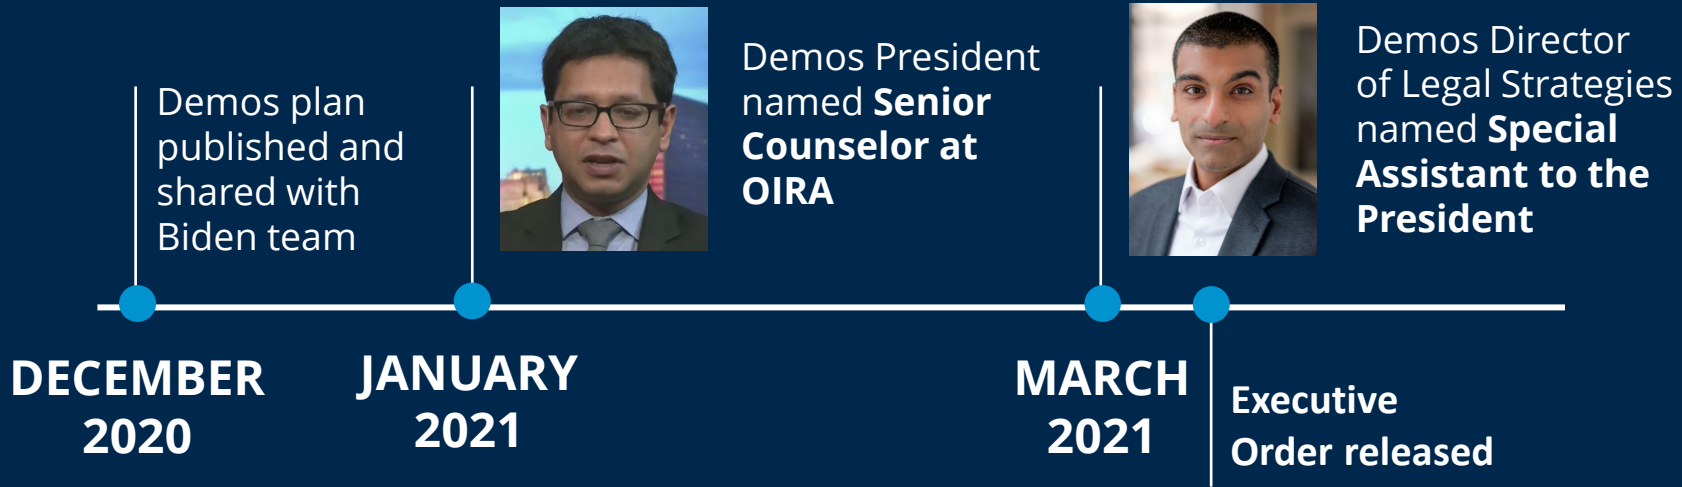 Demos plan
published and
shared with
Biden team
Demos President
named Senior
Counselor at
OIRA
Demos Director
of Legal Strategies
named Special
Assistant to the
President
DECEMBER
2020
JANUARY
2021
MARCH
2021
Executive
Order released